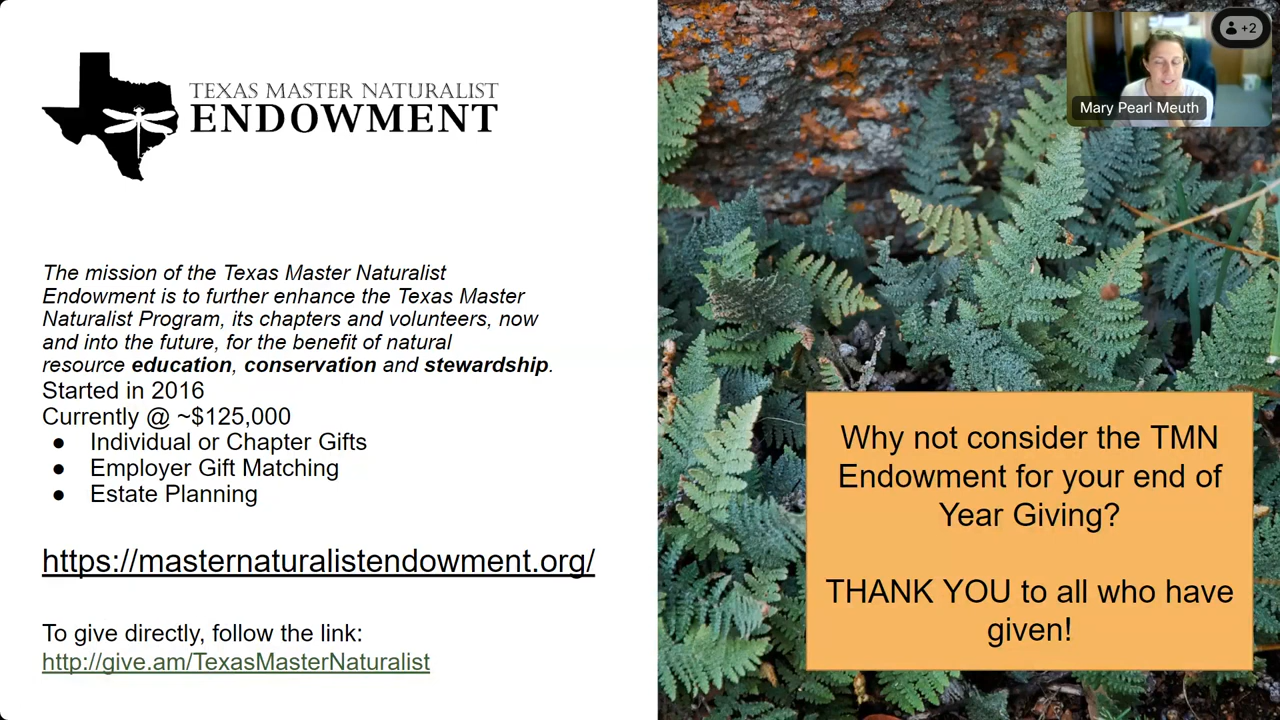 TEXAS MASTER NATURALIST
ENDOWMENT
The mission of the Texas Master Naturalist
Endowment is to further enhance the Texas Master
Naturalist Program, its chapters and volunteers, now
and into the future, for the benefit of natural
resource education, conservation and stewardship.
Started in 2016
Currently @ ~$125,000
● Individual or Chapter Gifts
● Employer Gift Matching
● Estate Planning
https://masternaturalistendowment.org/
To give directly, follow the link:
http://give.am/TexasMasterNaturalist
+2
Mary Pearl Meuth
Why not consider the TMN
Endowment for your end of
Year Giving?
THANK YOU to all who have
given!